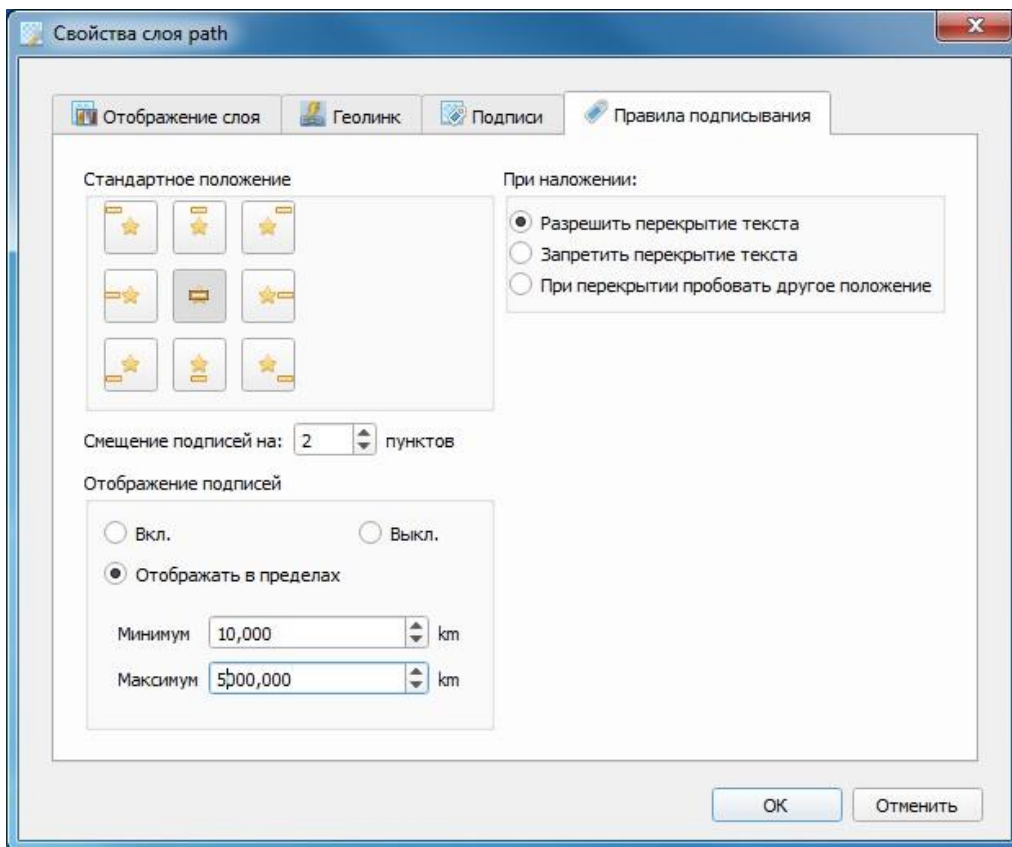 Свойства слоя path
Отображение слоя Геолинк Подписи Правила подписывания
Стандартное положение
При наложении:
Разрешить перекрытие текста
Запретить перекрытие текста
При перекрытии пробовать другое положение
Смещение подписей на: 2 пунктов
Отображение подписей
Вкл. Выкл.
Отображать в пределах
Минимум 10,000 km
Максимум 5000,000 km
OK Отменить